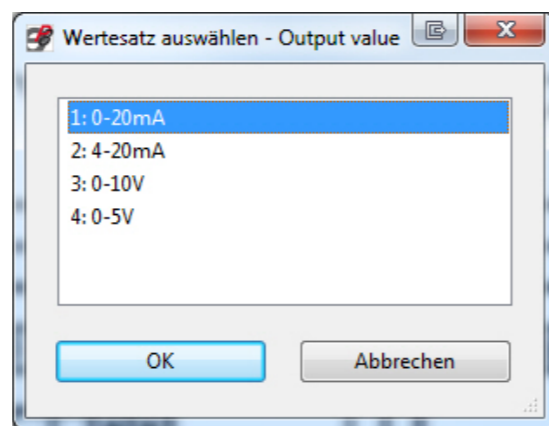 Wertesatz auswählen - Output value
1: 0-20mA
2: 4-20mA
3: 0-10V
4: 0-5V
OK
Abbrechen